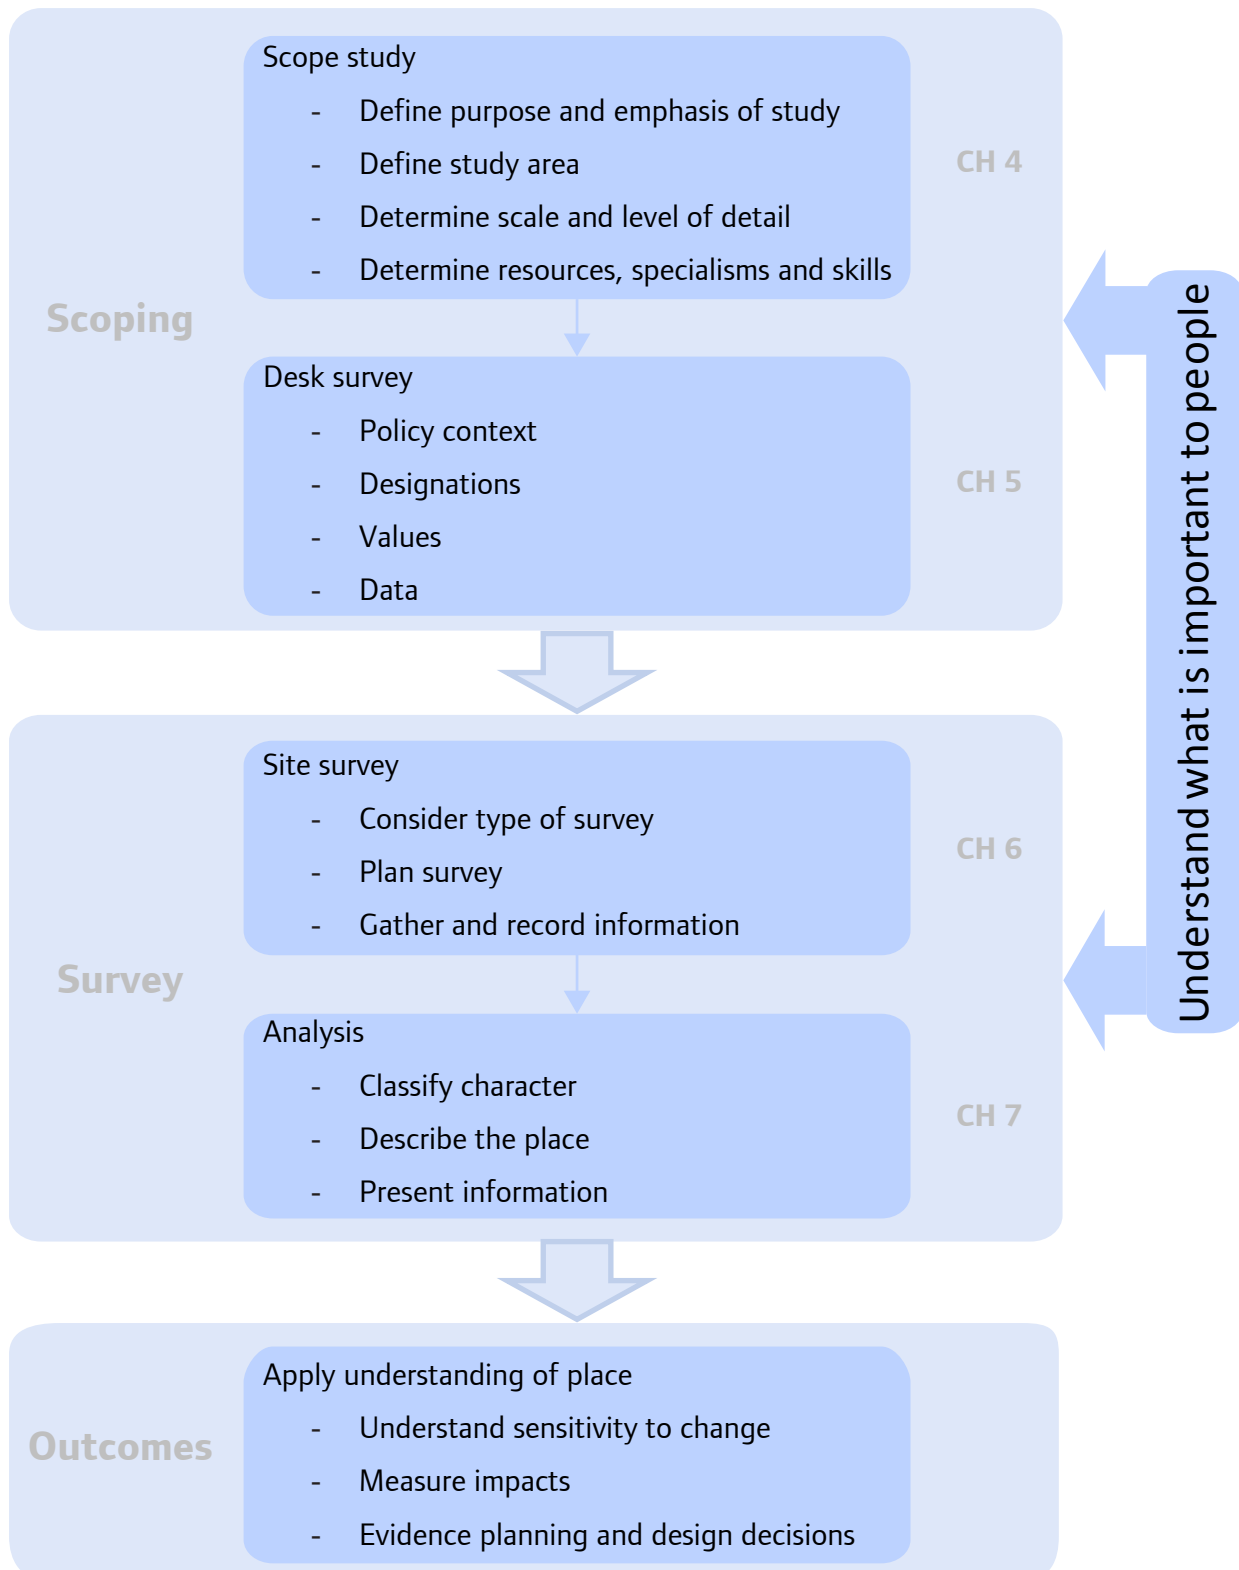 Scope study
- Define purpose and emphasis of study
- Define study area
- Determine scale and level of detail
- Determine resources, specialisms and skills
CH 4
Scoping
Desk survey
- Policy context
- Designations
- Values
- Data
CH 5
Understand what is important to people
Site survey
- Consider type of survey
- Plan survey
- Gather and record information
CH 6
Survey
Analysis
- Classify character
- Describe the place
- Present information
CH 7
Apply understanding of place
- Understand sensitivity to change
- Measure impacts
- Evidence planning and design decisions
Outcomes